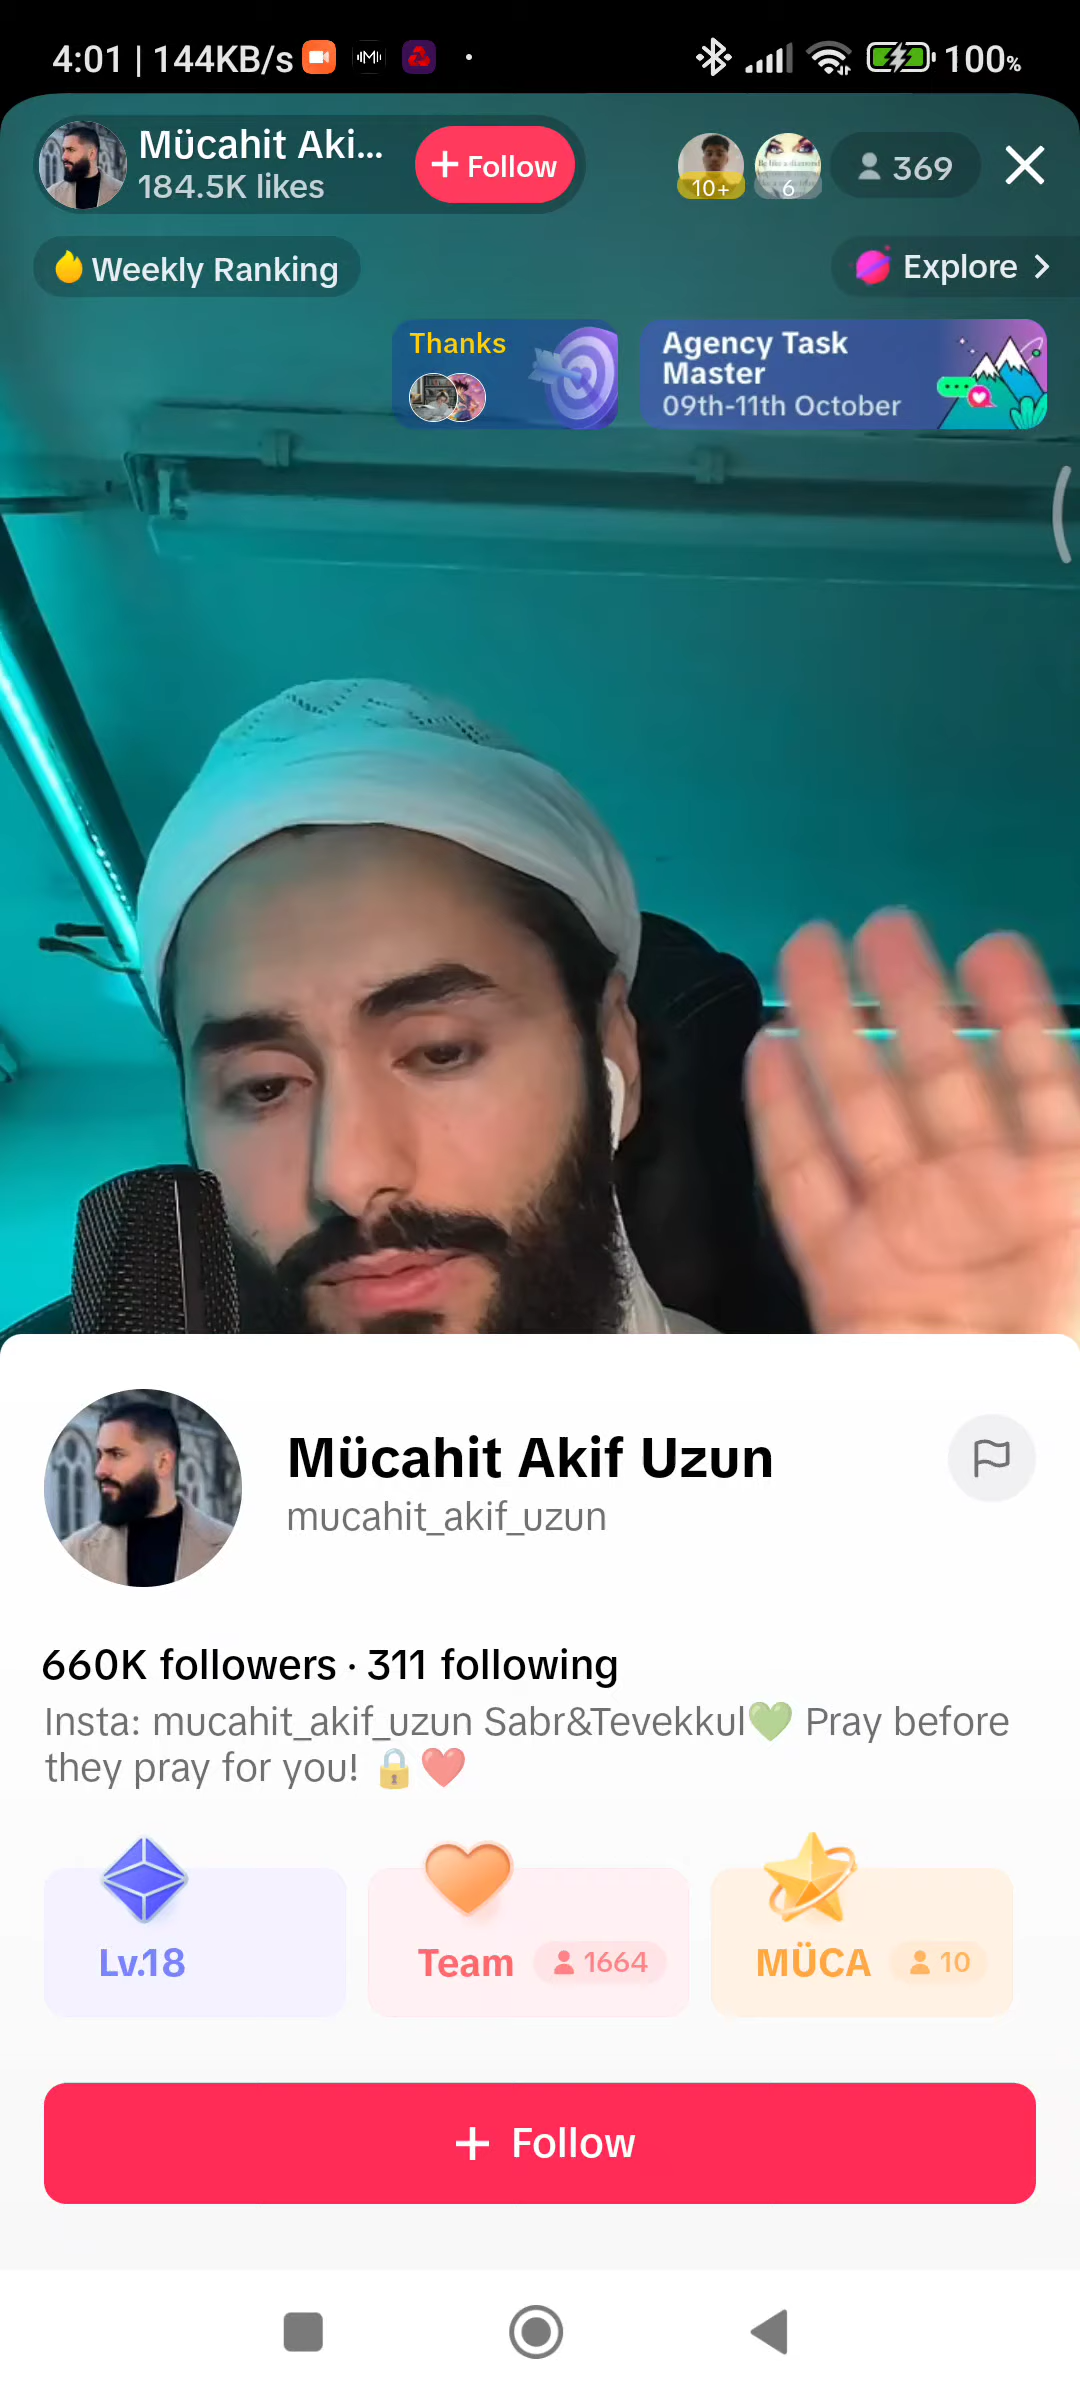 4:01 | 144KB/s
100%
Mücahit Aki...
184.5K likes
+ Follow
10+
6
369
Weekly Ranking
Explore
Thanks
Agency Task
Master
09th-11th October
Mücahit Akif Uzun
mucahit_akif_uzun
660K followers · 311 following
Insta: mucahit_akif_uzun Sabr&Tevekkul💚 Pray before
they pray for you! 🔒❤️
Lv.18
Team 1664
MÜCA 10
+ Follow